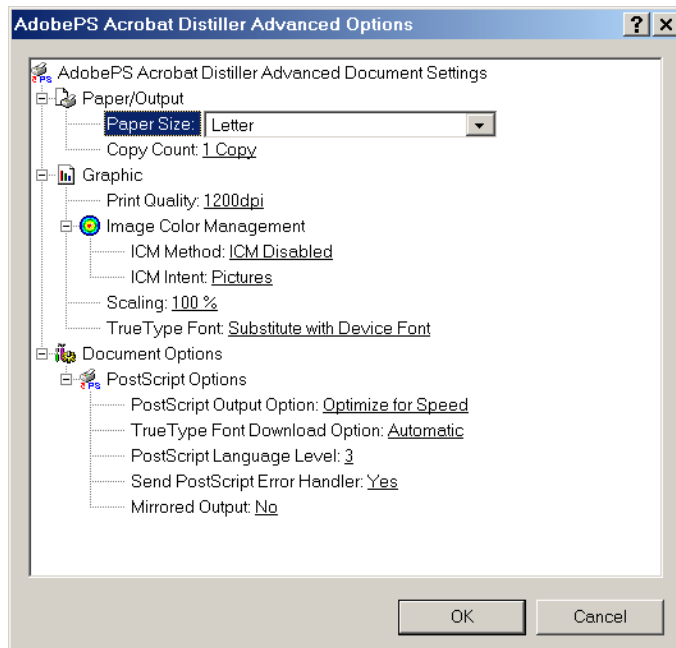 AdobePS Acrobat Distiller Advanced Options
AdobePS Acrobat Distiller Advanced Document Settings
Paper/Output
Paper Size: Letter
Copy Count: 1 Copy
Graphic
Print Quality: 1200dpi
Image Color Management
ICM Method: ICM Disabled
ICM Intent: Pictures
Scaling: 100 %
TrueType Font: Substitute with Device Font
Document Options
PostScript Options
PostScript Output Option: Optimize for Speed
TrueType Font Download Option: Automatic
PostScript Language Level: 3
Send PostScript Error Handler: Yes
Mirrored Output: No
OK Cancel